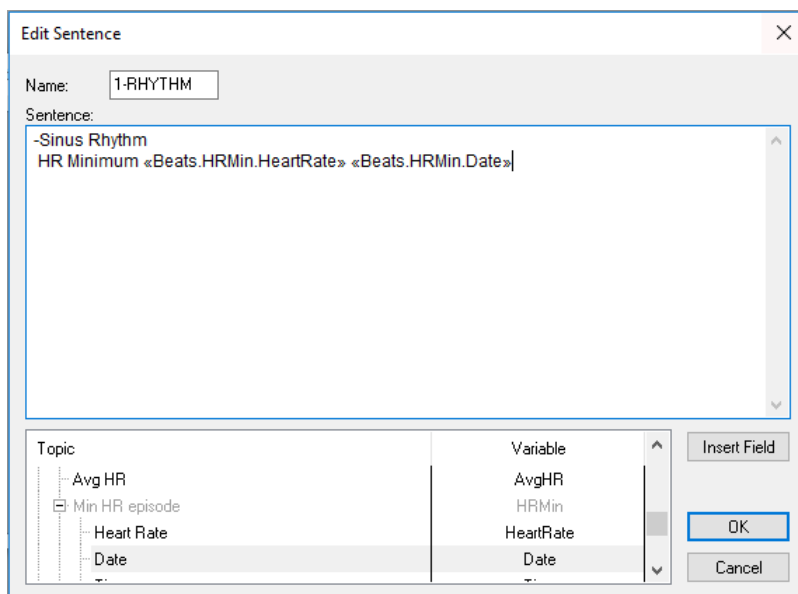 Edit Sentence
Name: 1-RHYTHM
Sentence:
-Sinus Rhythm
HR Minimum «Beats.HRMin.HeartRate» «Beats.HRMin.Date»
Topic Variable Insert Field
Avg HR AvgHR
Min HR episode HRMin
Heart Rate HeartRate OK
Date Date
Cancel